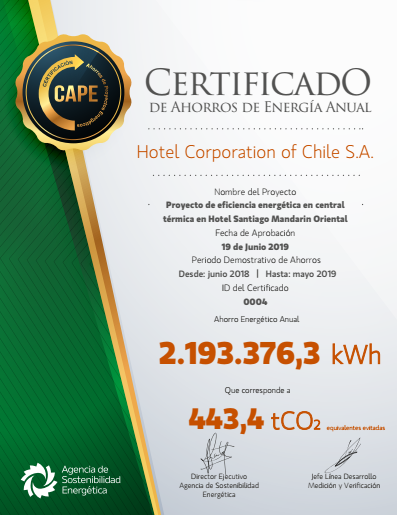 CERTIFICACIÓN
Ahorros de Proyectos Energéticos
CAPE
CERTIFICADO
DE AHORROS DE ENERGÍA ANUAL
Hotel Corporation of Chile S.A.
Nombre del Proyecto
Proyecto de eficiencia energética en central
térmica en Hotel Santiago Mandarin Oriental
Fecha de Aprobación
19 de Junio 2019
Periodo Demostrativo de Ahorros
Desde: junio 2018 | Hasta: mayo 2019
ID del Certificado
0004
Ahorro Energético Anual
2.193.376,3 kWh
Que corresponde a
443,4 tCO₂ equivalentes evitadas
Director Ejecutivo
Agencia de Sostenibilidad
Energética
Jefe Línea Desarrollo
Medición y Verificación
Agencia de
Sostenibilidad
Energética